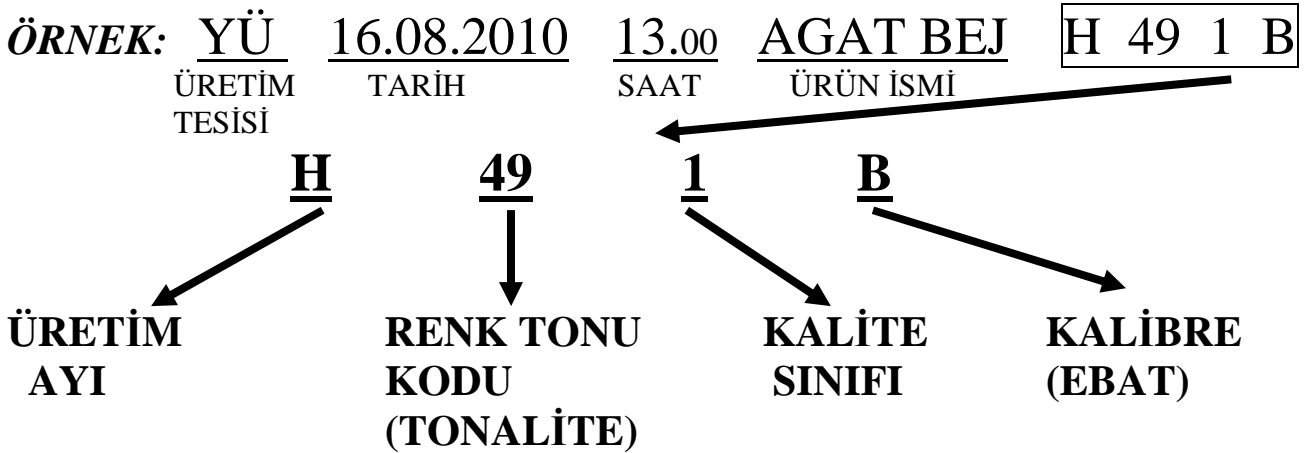 ÖRNEK: YÜ 16.08.2010 13.00 AGAT BEJ H 49 1 B
ÜRETİM TARİH SAAT ÜRÜN İSMİ
TESİSİ
H 49 1 B
ÜRETİM RENK TONU KALİTE KALİBRE
AYI KODU SINIFI (EBAT)
(TONALİTE)